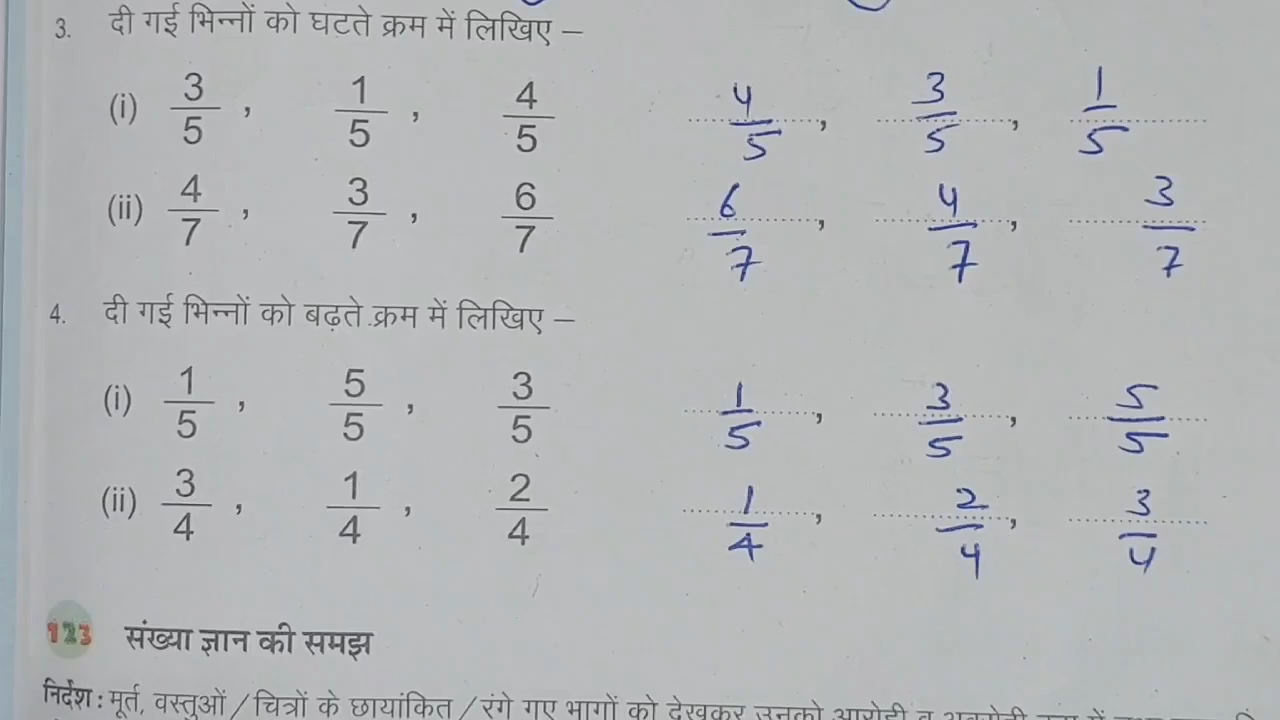 3. दी गई भिन्नों को घटते क्रम में लिखिए –
(i) 3/5 , 1/5 , 4/5 4/5 , 3/5 , 1/5
(ii) 4/7 , 3/7 , 6/7 6/7 , 4/7 , 3/7
4. दी गई भिन्नों को बढ़ते क्रम में लिखिए –
(i) 1/5 , 5/5 , 3/5 1/5 , 3/5 , 5/5
(ii) 3/4 , 1/4 , 2/4 1/4 , 2/4 , 3/4
123 संख्या ज्ञान की समझ
निर्देश : मूर्त, वस्तुओं / चित्रों के छायांकित / रंगे गए भागों को देखकर उनको आरोही व अवरोही